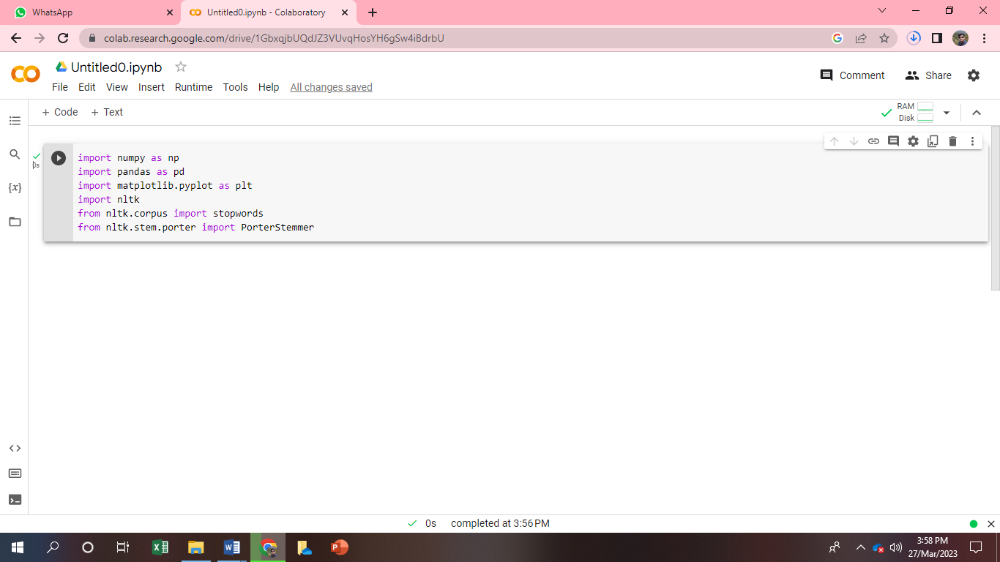 WhatsApp
Untitled0.ipynb - Colaboratory
colab.research.google.com/drive/1GbxqjbUQdJZ3VUvqHosYH6gSw4iBdrbU
Untitled0.ipynb
File Edit View Insert Runtime Tools Help All changes saved
Comment Share
+ Code + Text
RAM
Disk
{x}
0s
import numpy as np
import pandas as pd
import matplotlib.pyplot as plt
import nltk
from nltk.corpus import stopwords
from nltk.stem.porter import PorterStemmer
0s completed at 3:56 PM
3:58 PM
27/Mar/2023